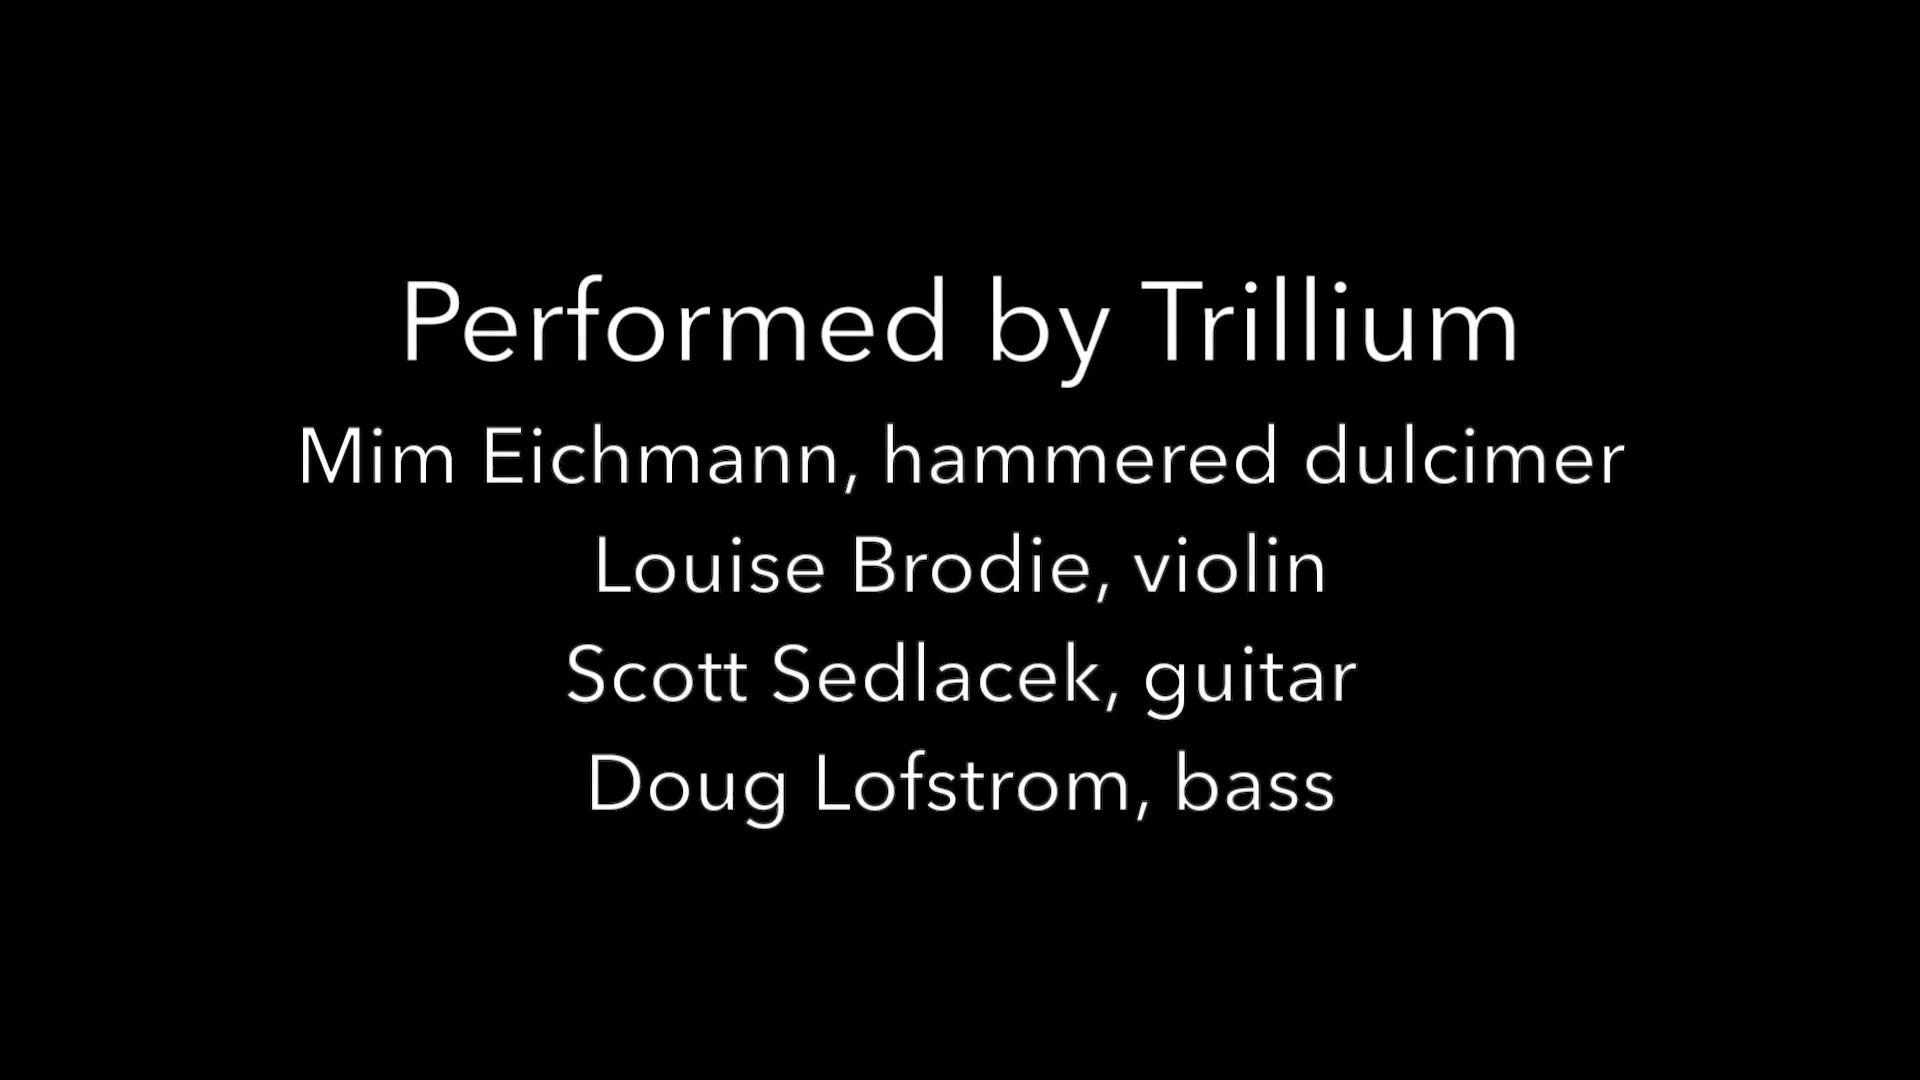 Performed by Trillium
Mim Eichmann, hammered dulcimer
Louise Brodie, violin
Scott Sedlacek, guitar
Doug Lofstrom, bass